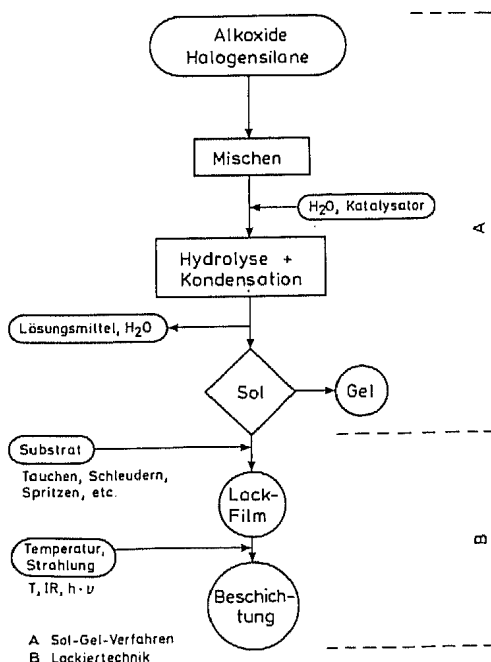 Alkoxide
Halogensilane
Mischen
H₂O, Katalysator
A
Hydrolyse +
Kondensation
Lösungsmittel, H₂O
Sol
Gel
Substrat
Tauchen, Schleudern,
Spritzen, etc.
Lack-
Film
B
Temperatur,
Strahlung
T, IR, h·ν
Beschich-
tung
A Sol-Gel-Verfahren
B Lackiertechnik